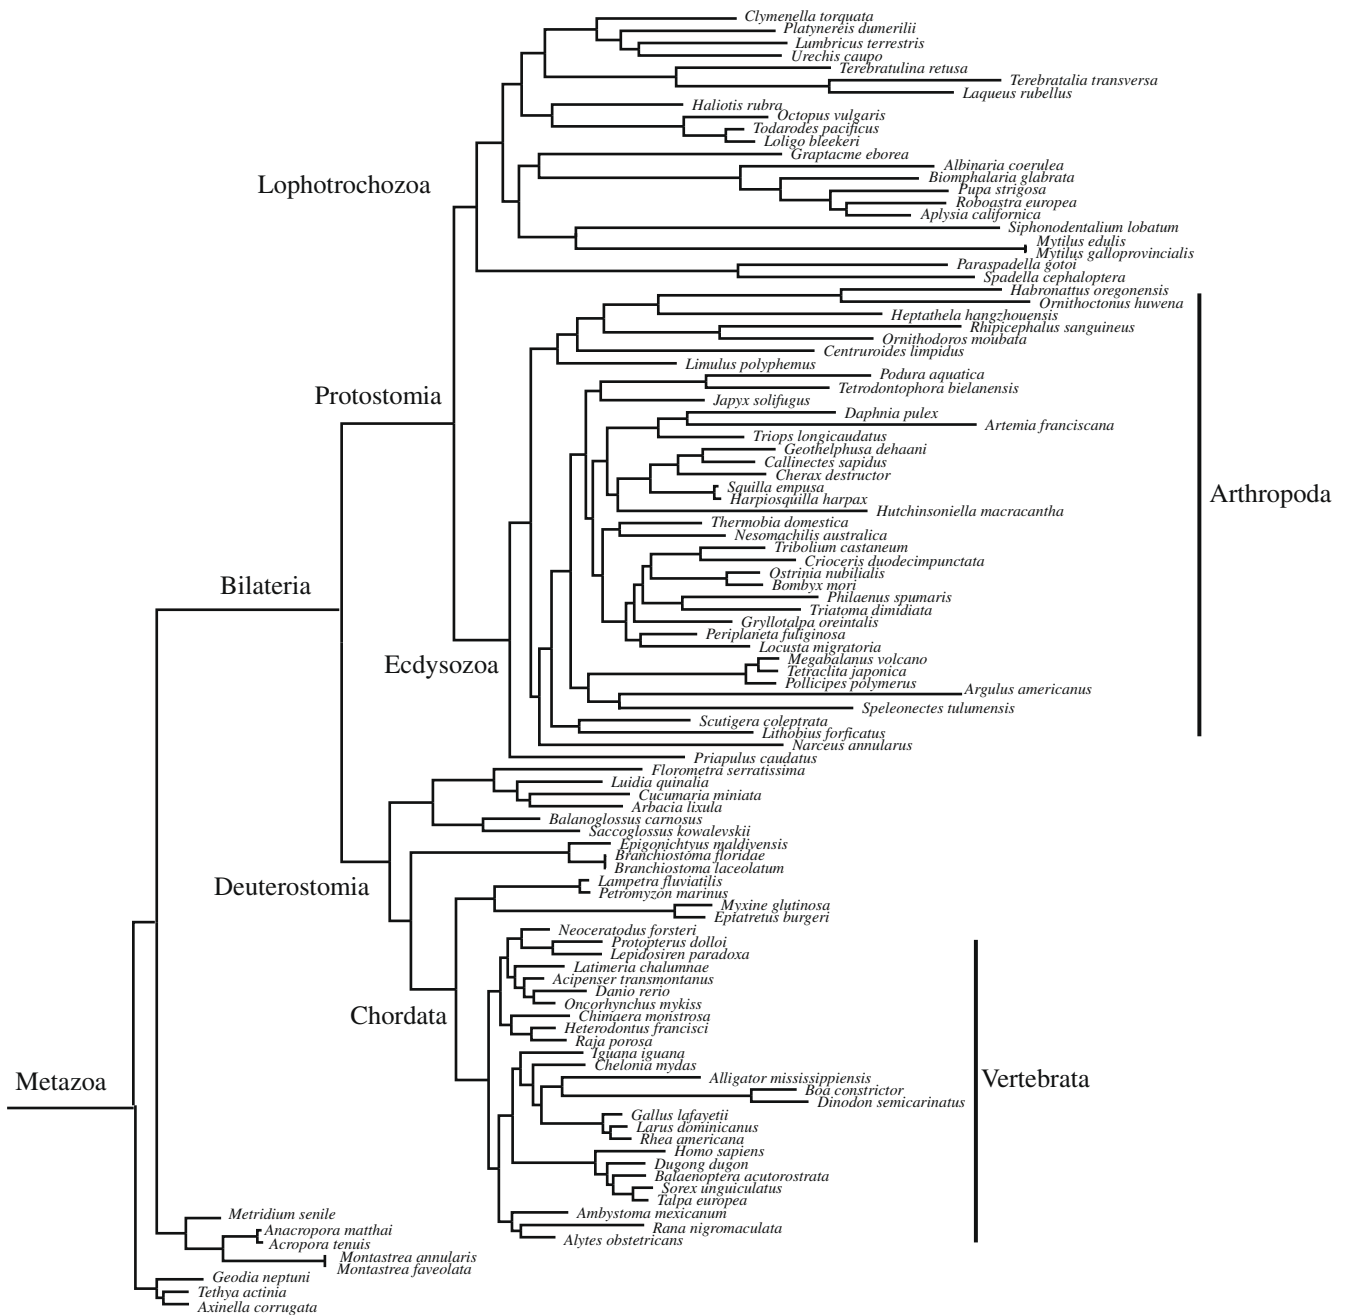 Clymenella torquata
Platynereis dumerilii
Lumbricus terrestris
Urechis caupo
Terebratulina retusa
Terebratalia transversa
Laqueus rubellus
Haliotis rubra
Octopus vulgaris
Todarodes pacificus
Loligo bleekeri
Graptacme eborea
Albinaria coerulea
Lophotrochozoa
Biomphalaria glabrata
Pupa strigosa
Roboastra europea
Aplysia californica
Siphonodentalium lobatum
Mytilus edulis
Mytilus galloprovincialis
Paraspadella gotoi
Spadella cephaloptera
Habronattus oregonensis
Ornithoctonus huwena
Heptathela hangzhouensis
Rhipicephalus sanguineus
Ornithodoros moubata
Centruroides limpidus
Limulus polyphemus
Podura aquatica
Tetrodontophora bielanensis
Protostomia
Japyx solifugus
Daphnia pulex
Artemia franciscana
Triops longicaudatus
Geothelphusa dehaani
Callinectes sapidus
Cherax destructor
Squilla empusa
Arthropoda
Harpiosquilla harpax
Hutchinsoniella macracantha
Thermobia domestica
Nesomachilis australica
Tribolium castaneum
Crioceris duodecimpunctata
Ostrinia nubilialis
Bilateria
Bombyx mori
Philaenus spumaris
Triatoma dimidiata
Gryllotalpa oreintalis
Periplaneta fuliginosa
Locusta migratoria
Megabalanus volcano
Ecdysozoa
Tetraclita japonica
Pollicipes polymerus
Argulus americanus
Speleonectes tulumensis
Scutigera coleptrata
Lithobius forficatus
Narceus annularus
Priapulus caudatus
Florometra serratissima
Luidia quinalia
Cucumaria miniata
Arbacia lixula
Balanoglossus carnosus
Saccoglossus kowalevskii
Epigonichtyus maldivensis
Branchiostoma floridae
Branchiostoma laceolatum
Lampetra fluviatilis
Deuterostomia
Petromyzon marinus
Myxine glutinosa
Eptatretus burgeri
Neoceratodus forsteri
Protopterus dolloi
Lepidosiren paradoxa
Latimeria chalumnae
Acipenser transmontanus
Danio rerio
Oncorhynchus mykiss
Chordata
Chimaera monstrosa
Heterodontus francisci
Raja porosa
Iguana iguana
Chelonia mydas
Metazoa
Alligator mississippiensis
Vertebrata
Boa constrictor
Dinodon semicarinatus
Gallus lafayetii
Larus dominicanus
Rhea americana
Homo sapiens
Dugong dugon
Balaenoptera acutorostrata
Sorex unguiculatus
Talpa europea
Ambystoma mexicanum
Metridium senile
Rana nigromaculata
Anacropora matthai
Alytes obstetricans
Acropora tenuis
Montastrea annularis
Montastrea faveolata
Geodia neptuni
Tethya actinia
Axinella corrugata